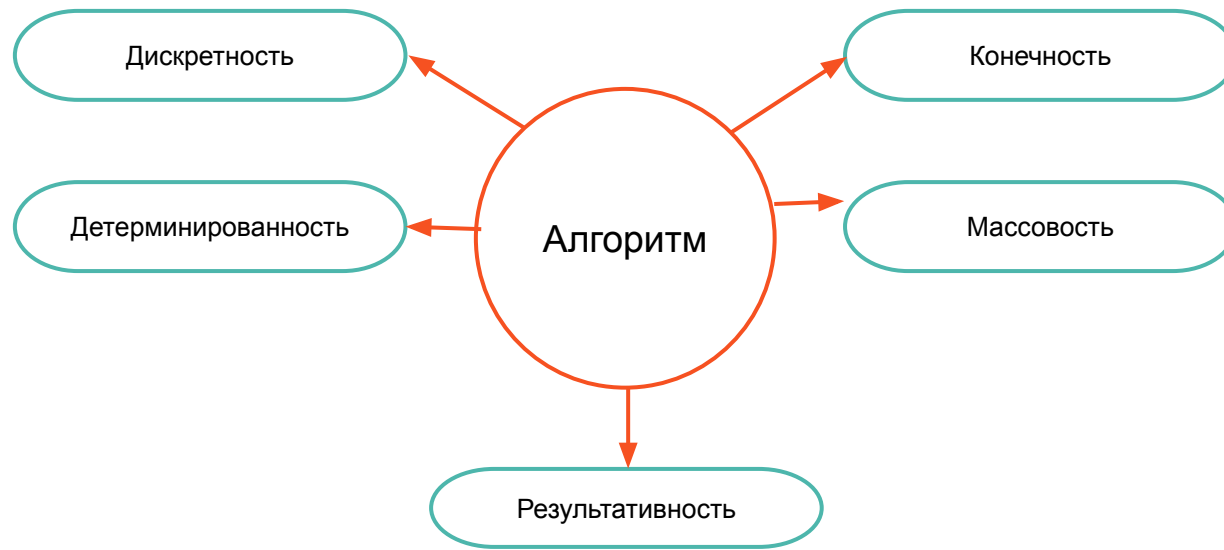 Дискретность
Конечность
Детерминированность
Массовость
Алгоритм
Результативность